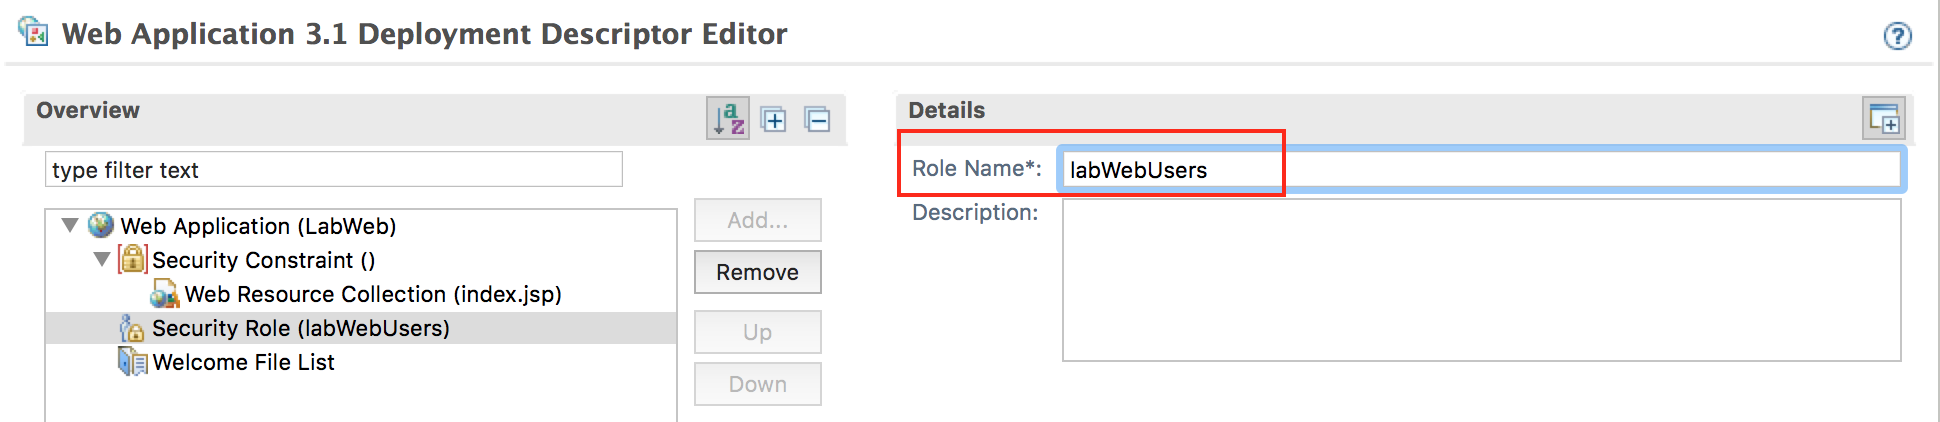 Web Application 3.1 Deployment Descriptor Editor
?
Overview
a
z
type filter text
Web Application (LabWeb)
Security Constraint ()
Web Resource Collection (index.jsp)
Security Role (labWebUsers)
Welcome File List
Add...
Remove
Up
Down
Details
Role Name*:
labWebUsers
Description: